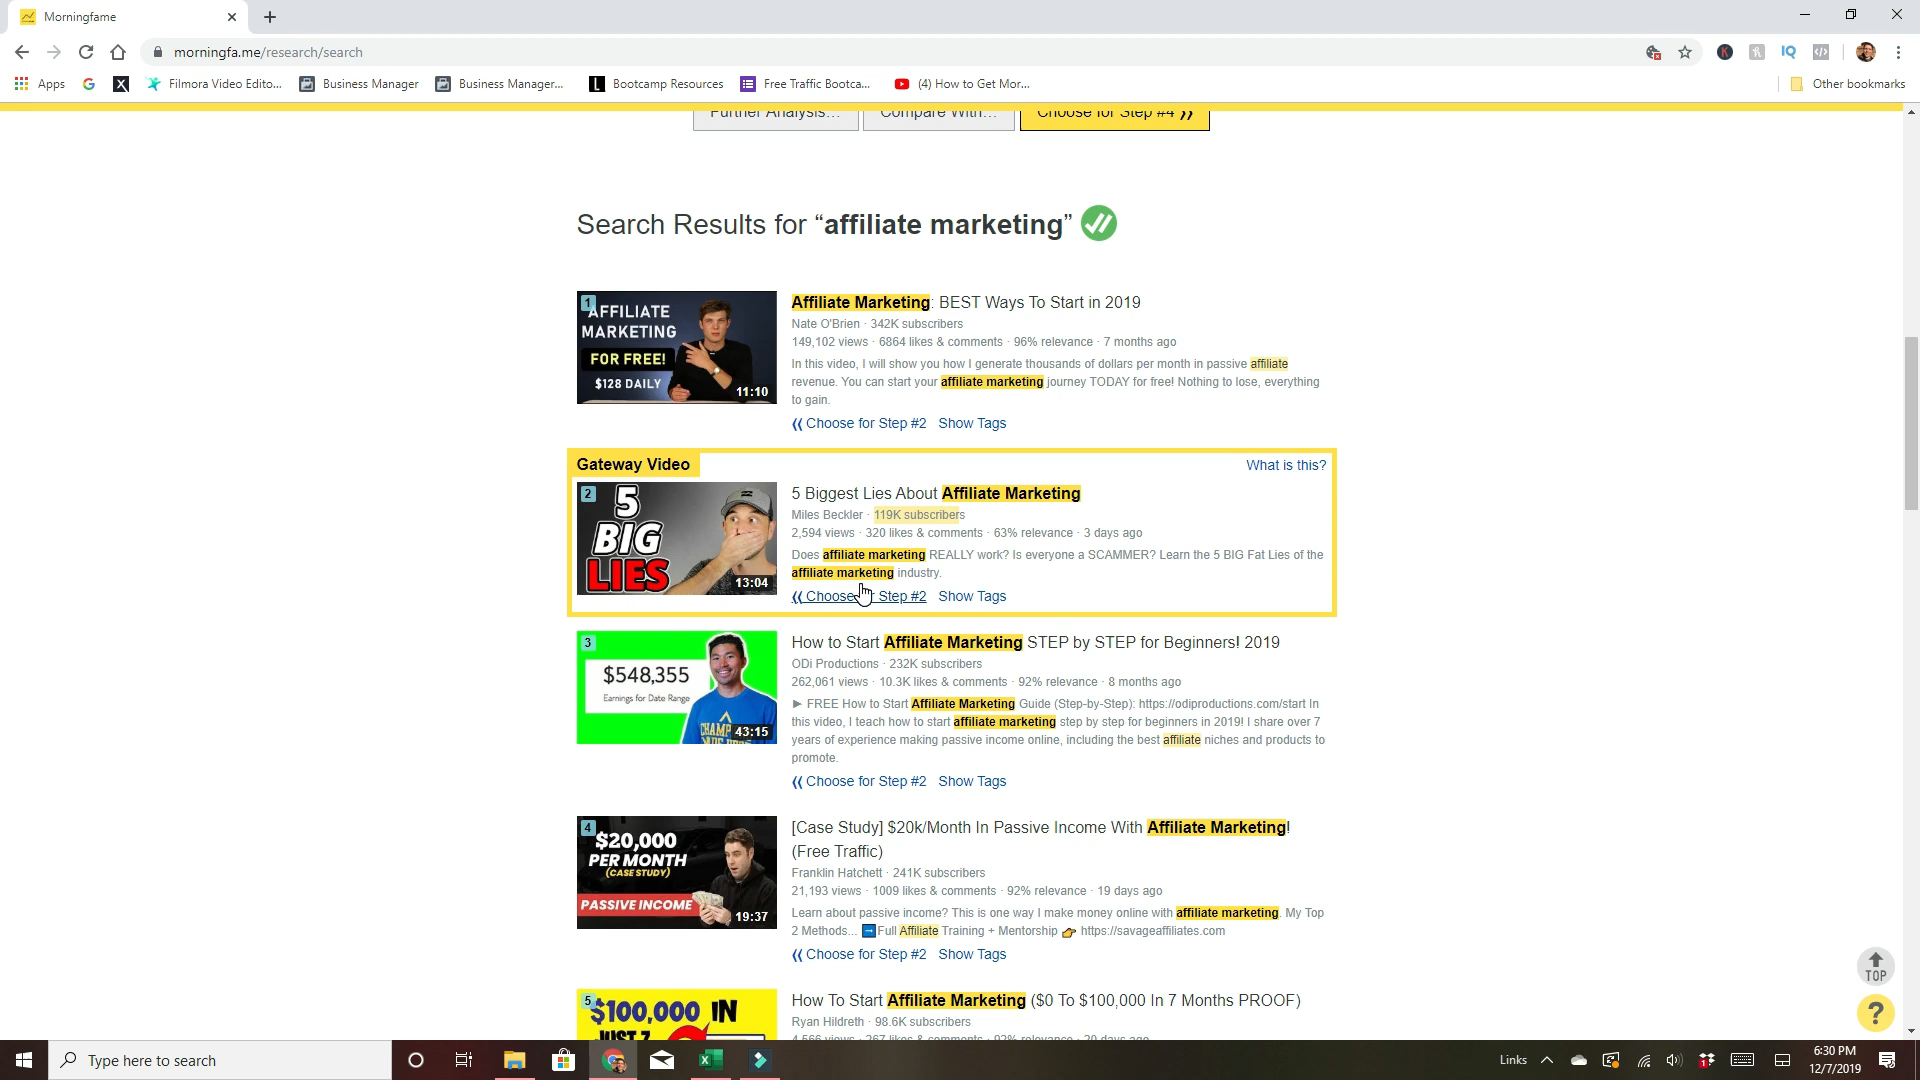 Morningfame
morningfa.me/research/search
Apps
Filmora Video Edito...
Business Manager
Business Manager...
Bootcamp Resources
Free Traffic Bootca...
(4) How to Get Mor...
Other bookmarks
Further Analysis...
Compare With...
Choose for Step #4 ⟫
Search Results for “affiliate marketing”
1
AFFILIATE
MARKETING
FOR FREE!
$128 DAILY
11:10
Affiliate Marketing: BEST Ways To Start in 2019
Nate O'Brien · 342K subscribers
149,102 views · 6864 likes & comments · 96% relevance · 7 months ago
In this video, I will show you how I generate thousands of dollars per month in passive affiliate
revenue. You can start your affiliate marketing journey TODAY for free! Nothing to lose, everything
to gain.
⟪ Choose for Step #2 Show Tags
Gateway Video
What is this?
2
5
BIG
LIES
13:04
5 Biggest Lies About Affiliate Marketing
Miles Beckler · 119K subscribers
2,594 views · 320 likes & comments · 63% relevance · 3 days ago
Does affiliate marketing REALLY work? Is everyone a SCAMMER? Learn the 5 BIG Fat Lies of the
affiliate marketing industry.
⟪ Choose for Step #2 Show Tags
3
$548,355
Earnings for Date Range
43:15
How to Start Affiliate Marketing STEP by STEP for Beginners! 2019
ODi Productions · 232K subscribers
262,061 views · 10.3K likes & comments · 92% relevance · 8 months ago
► FREE How to Start Affiliate Marketing Guide (Step-by-Step): https://odiproductions.com/start In
this video, I teach how to start affiliate marketing step by step for beginners in 2019! I share over 7
years of experience making passive income online, including the best affiliate niches and products to
promote.
⟪ Choose for Step #2 Show Tags
4
$20,000
PER MONTH
(CASE STUDY)
PASSIVE INCOME
19:37
[Case Study] $20k/Month In Passive Income With Affiliate Marketing!
(Free Traffic)
Franklin Hatchett · 241K subscribers
21,193 views · 1009 likes & comments · 92% relevance · 19 days ago
Learn about passive income? This is one way I make money online with affiliate marketing. My Top
2 Methods... ➡Full Affiliate Training + Mentorship 👉 https://savageaffiliates.com
⟪ Choose for Step #2 Show Tags
5
$100,000 IN
JUST 7
How To Start Affiliate Marketing ($0 To $100,000 In 7 Months PROOF)
Ryan Hildreth · 98.6K subscribers
4,566 views · 267 likes & comments · 92% relevance · 20 days ago
TOP
?
Type here to search
Links
6:30 PM
12/7/2019